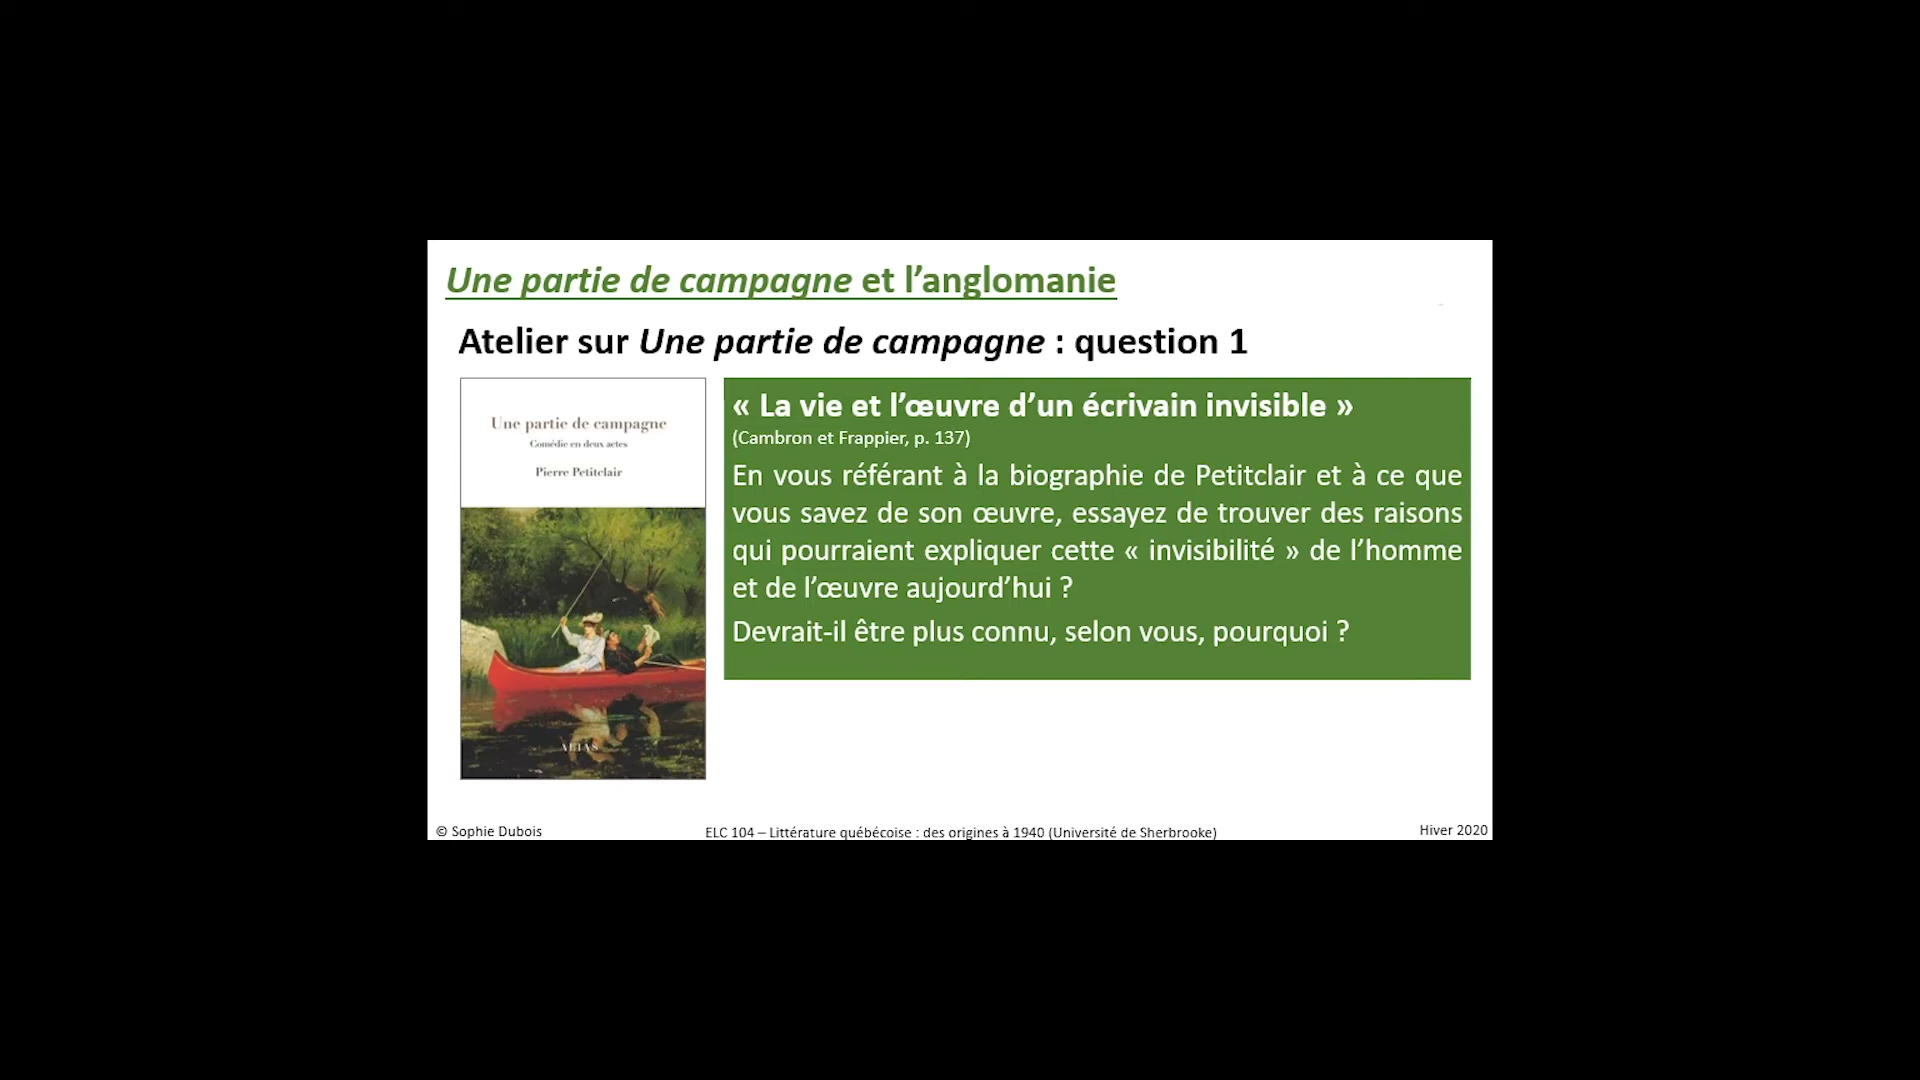 Une partie de campagne et l’anglomanie
Atelier sur Une partie de campagne : question 1
Une partie de campagne
Comédie en deux actes
Pierre Petitclair
ALIAS
« La vie et l’œuvre d’un écrivain invisible »
(Cambron et Frappier, p. 137)
En vous référant à la biographie de Petitclair et à ce que
vous savez de son œuvre, essayez de trouver des raisons
qui pourraient expliquer cette « invisibilité » de l’homme
et de l’œuvre aujourd’hui ?
Devrait-il être plus connu, selon vous, pourquoi ?
© Sophie Dubois
ELC 104 – Littérature québécoise : des origines à 1940 (Université de Sherbrooke)
Hiver 2020